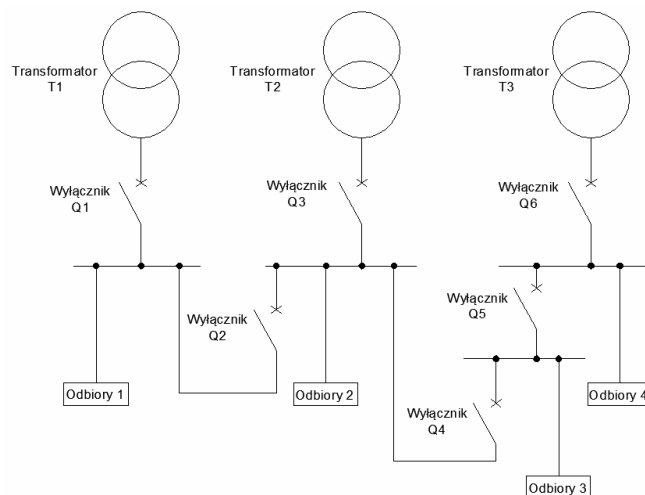 Transformator
T1
Transformator
T2
Transformator
T3
Wyłącznik
Q1
Wyłącznik
Q3
Wyłącznik
Q6
Wyłącznik
Q2
Wyłącznik
Q5
Odbiory 1
Odbiory 2
Odbiory 4
Wyłącznik
Q4
Odbiory 3